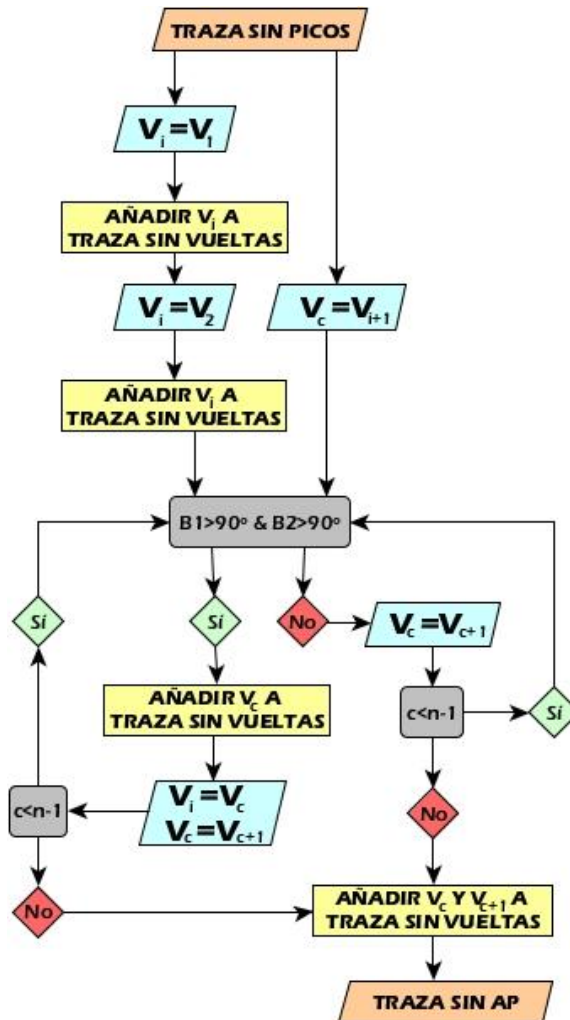 TRAZA SIN PICOS
Vi=V1
AÑADIR Vi A
TRAZA SIN VUELTAS
Vi=V2
Vc=Vi+1
AÑADIR Vi A
TRAZA SIN VUELTAS
B1>90º & B2>90º
Sí
Sí
No
Vc=Vc+1
AÑADIR Vc A
TRAZA SIN VUELTAS
c<n-1
Sí
Vi=Vc
Vc=Vc+1
c<n-1
No
No
AÑADIR Vc Y Vc+1 A
TRAZA SIN VUELTAS
TRAZA SIN AP